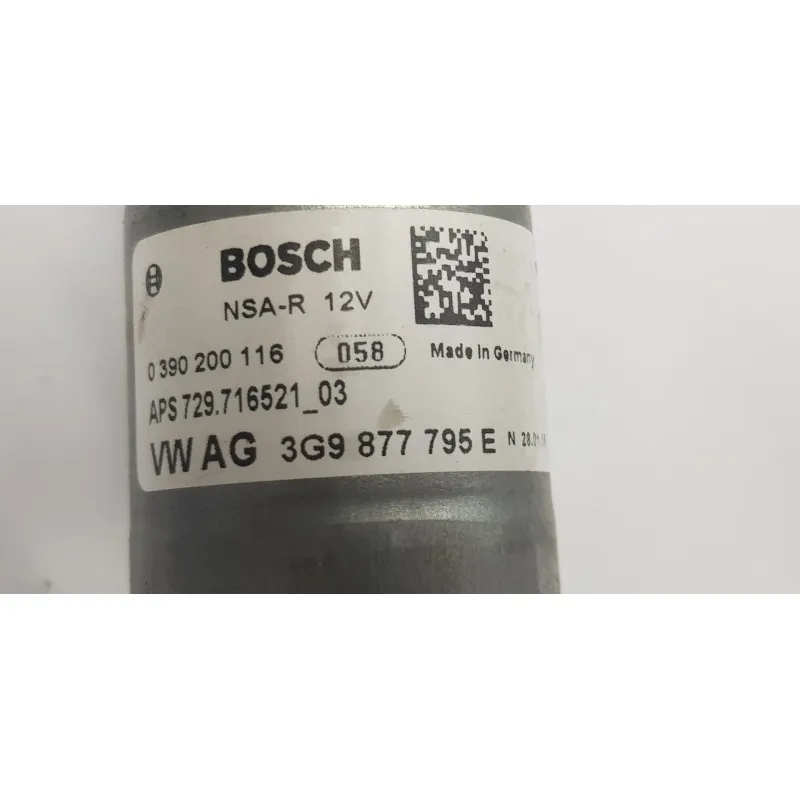 BOSCH
NSA-R 12V
0 390 200 116 058 Made in Germany
APS 729.716521_03
VW AG 3G9 877 795 E N